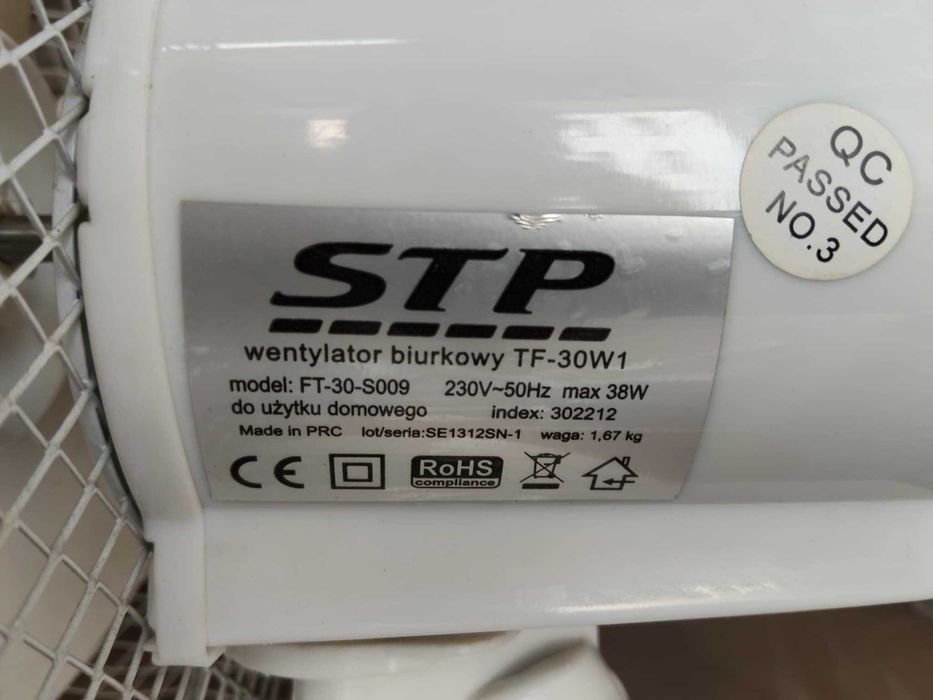 STP
wentylator biurkowy TF-30W1
model: FT-30-S009 230V~50Hz max 38W
do użytku domowego index: 302212
Made in PRC lot/seria:SE1312SN-1 waga: 1,67 kg
CE RoHS
compliance
QC
PASSED
NO.3